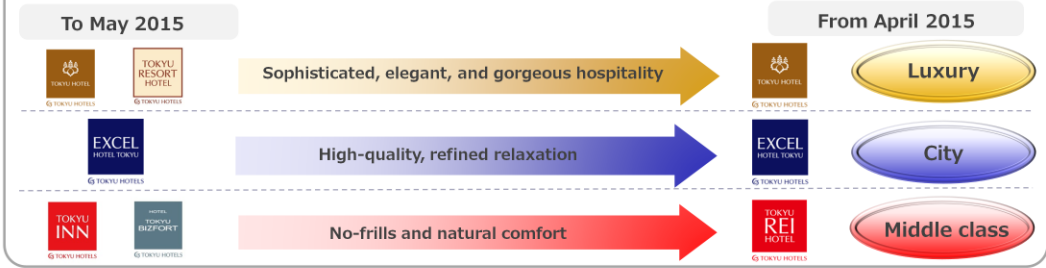 To May 2015
From April 2015
TOKYU HOTEL
TOKYU HOTELS
TOKYU
RESORT
HOTEL
TOKYU HOTELS
Sophisticated, elegant, and gorgeous hospitality
TOKYU HOTEL
TOKYU HOTELS
Luxury
EXCEL
HOTEL TOKYU
TOKYU HOTELS
High-quality, refined relaxation
EXCEL
HOTEL TOKYU
TOKYU HOTELS
City
TOKYU
INN
TOKYU HOTELS
HOTEL
TOKYU
BIZFORT
TOKYU HOTELS
No-frills and natural comfort
TOKYU
REI
HOTEL
TOKYU HOTELS
Middle class